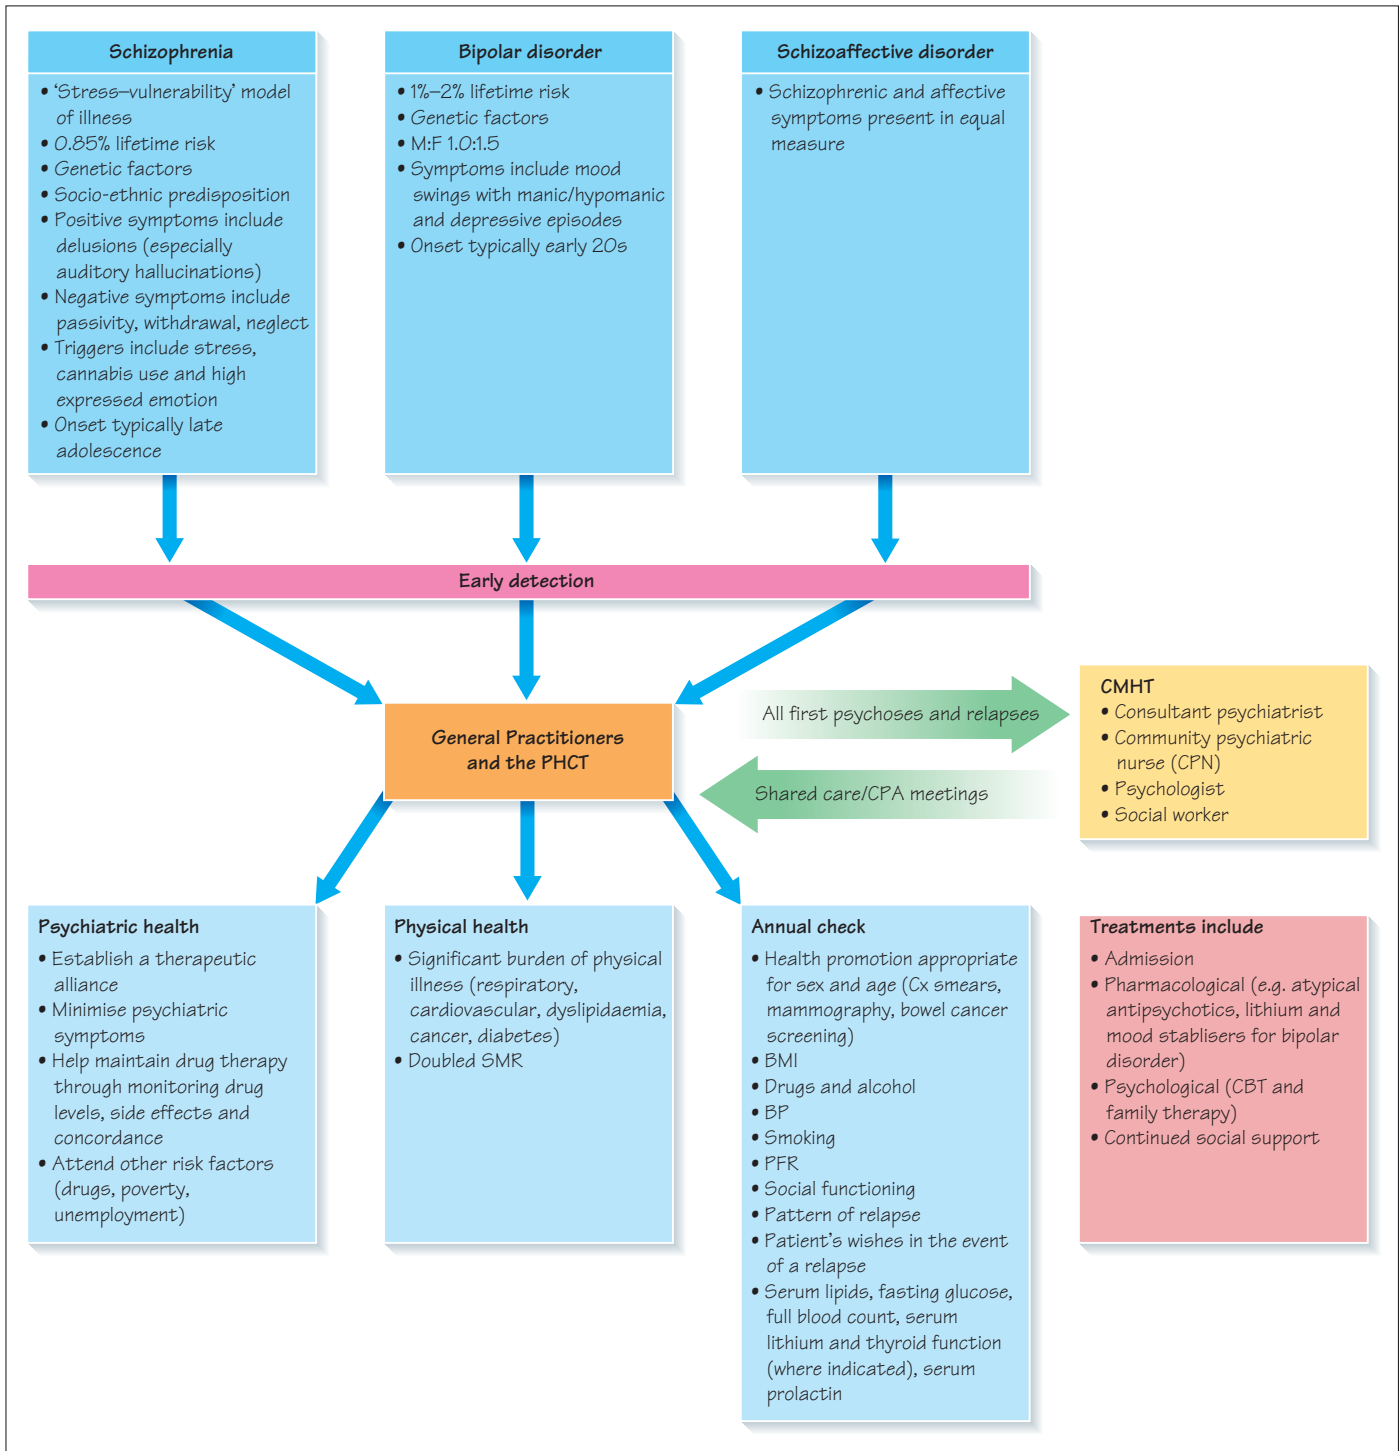 Schizophrenia
• ‘Stress–vulnerability’ model
of illness
• 0.85% lifetime risk
• Genetic factors
• Socio-ethnic predisposition
• Positive symptoms include
delusions (especially
auditory hallucinations)
• Negative symptoms include
passivity, withdrawal, neglect
• Triggers include stress,
cannabis use and high
expressed emotion
• Onset typically late
adolescence
Bipolar disorder
• 1%–2% lifetime risk
• Genetic factors
• M:F 1.0:1.5
• Symptoms include mood
swings with manic/hypomanic
and depressive episodes
• Onset typically early 20s
Schizoaffective disorder
• Schizophrenic and affective
symptoms present in equal
measure
Early detection
General Practitioners
and the PHCT
All first psychoses and relapses
Shared care/CPA meetings
CMHT
• Consultant psychiatrist
• Community psychiatric
nurse (CPN)
• Psychologist
• Social worker
Psychiatric health
• Establish a therapeutic
alliance
• Minimise psychiatric
symptoms
• Help maintain drug therapy
through monitoring drug
levels, side effects and
concordance
• Attend other risk factors
(drugs, poverty,
unemployment)
Physical health
• Significant burden of physical
illness (respiratory,
cardiovascular, dyslipidaemia,
cancer, diabetes)
• Doubled SMR
Annual check
• Health promotion appropriate
for sex and age (Cx smears,
mammography, bowel cancer
screening)
• BMI
• Drugs and alcohol
• BP
• Smoking
• PFR
• Social functioning
• Pattern of relapse
• Patient’s wishes in the event
of a relapse
• Serum lipids, fasting glucose,
full blood count, serum
lithium and thyroid function
(where indicated), serum
prolactin
Treatments include
• Admission
• Pharmacological (e.g. atypical
antipsychotics, lithium and
mood stablisers for bipolar
disorder)
• Psychological (CBT and
family therapy)
• Continued social support